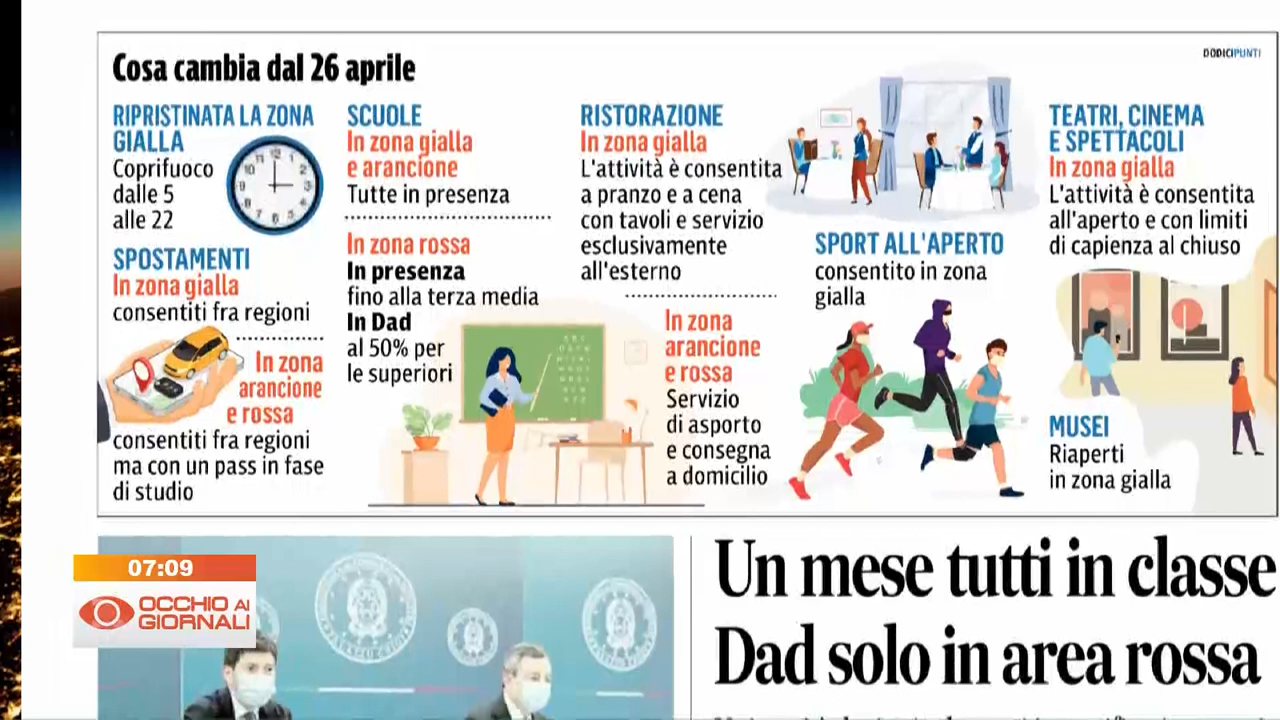 Cosa cambia dal 26 aprile
DODICIPUNTI
RIPRISTINATA LA ZONA
GIALLA
Coprifuoco
dalle 5
alle 22
SPOSTAMENTI
In zona gialla
consentiti fra regioni
In zona
arancione
e rossa
consentiti fra regioni
ma con un pass in fase
di studio
SCUOLE
In zona gialla
e arancione
Tutte in presenza
In zona rossa
In presenza
fino alla terza media
In Dad
al 50% per
le superiori
RISTORAZIONE
In zona gialla
L'attività è consentita
a pranzo e a cena
con tavoli e servizio
esclusivamente
all'esterno
In zona
arancione
e rossa
Servizio
di asporto
e consegna
a domicilio
SPORT ALL'APERTO
consentito in zona
gialla
TEATRI, CINEMA
E SPETTACOLI
In zona gialla
L'attività è consentita
all'aperto e con limiti
di capienza al chiuso
MUSEI
Riaperti
in zona gialla
07:09
OCCHIO AI
GIORNALI
Un mese tutti in classe
Dad solo in area rossa